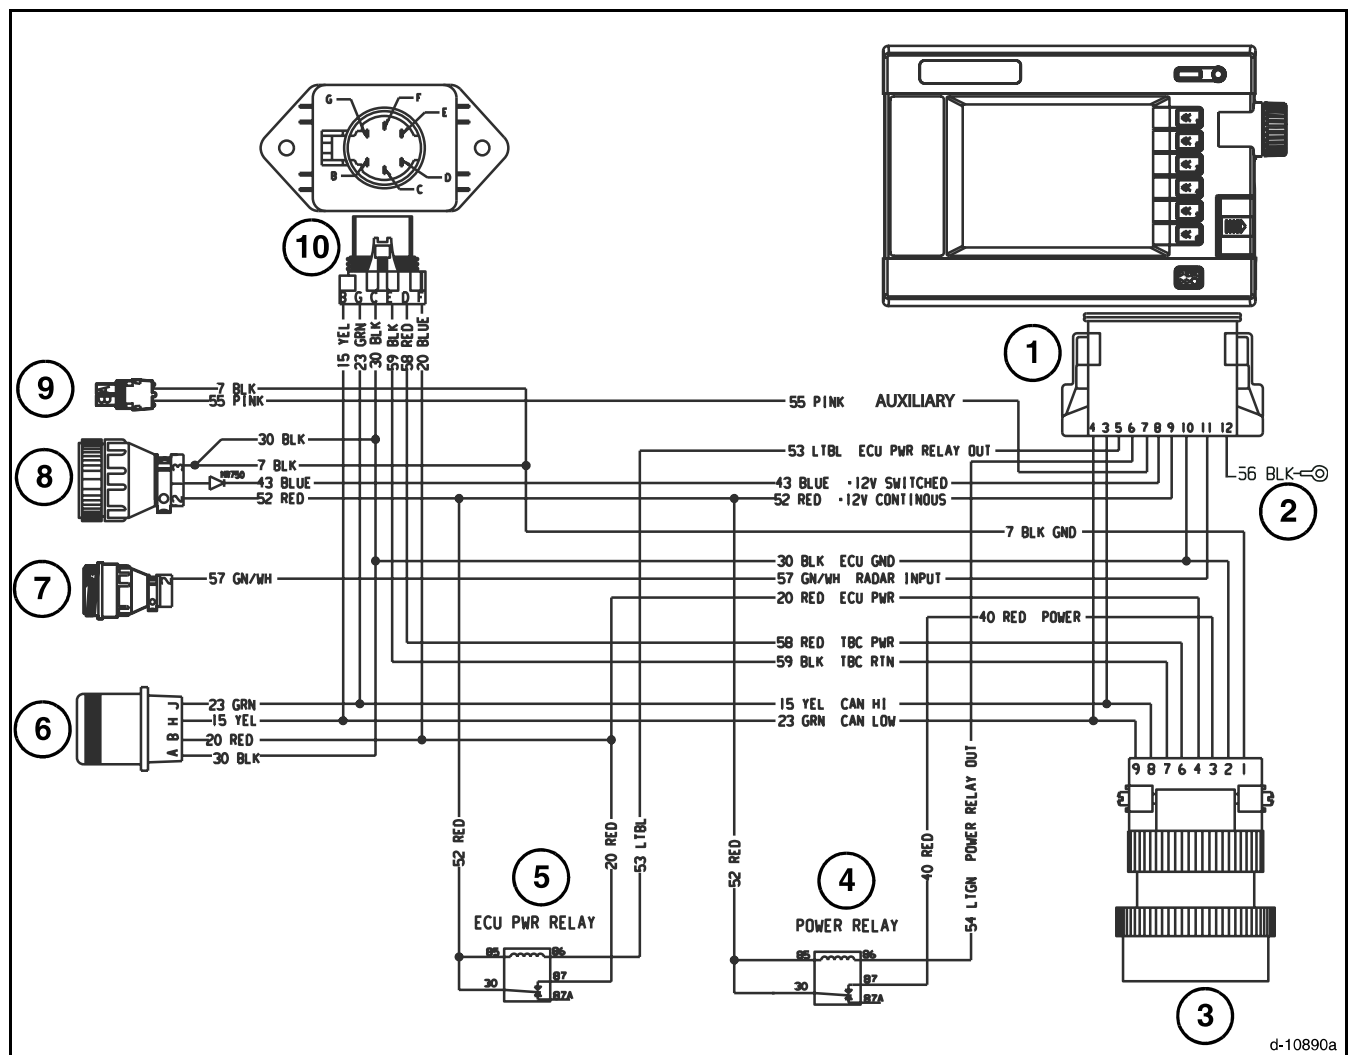 G
F
E
B
D
C
10
B G C E D F
15 YEL
23 GRN
30 BLK
59 BLK
58 RED
20 BLUE
1
4 3 5 6 7 8 9 10 11 12
9
7 BLK
55 PINK
55 PINK AUXILIARY
30 BLK
53 LTBL ECU PWR RELAY OUT
8
7 BLK
43 BLUE
43 BLUE -12V SWITCHED
52 RED
52 RED -12V CONTINOUS
56 BLK
2
7 BLK GND
30 BLK ECU GND
7
57 GN/WH
57 GN/WH RADAR INPUT
20 RED ECU PWR
40 RED POWER
58 RED TBC PWR
59 BLK TBC RTN
6
J
H
B
A
23 GRN
15 YEL
20 RED
30 BLK
15 YEL CAN HI
23 GRN CAN LOW
9 8 7 6 4 3 2 1
52 RED
20 RED
53 LTBL
52 RED
40 RED
54 LTGN POWER RELAY OUT
5
ECU PWR RELAY
85 86
87
30
87A
4
POWER RELAY
85 86
87
30
87A
3
d-10890a